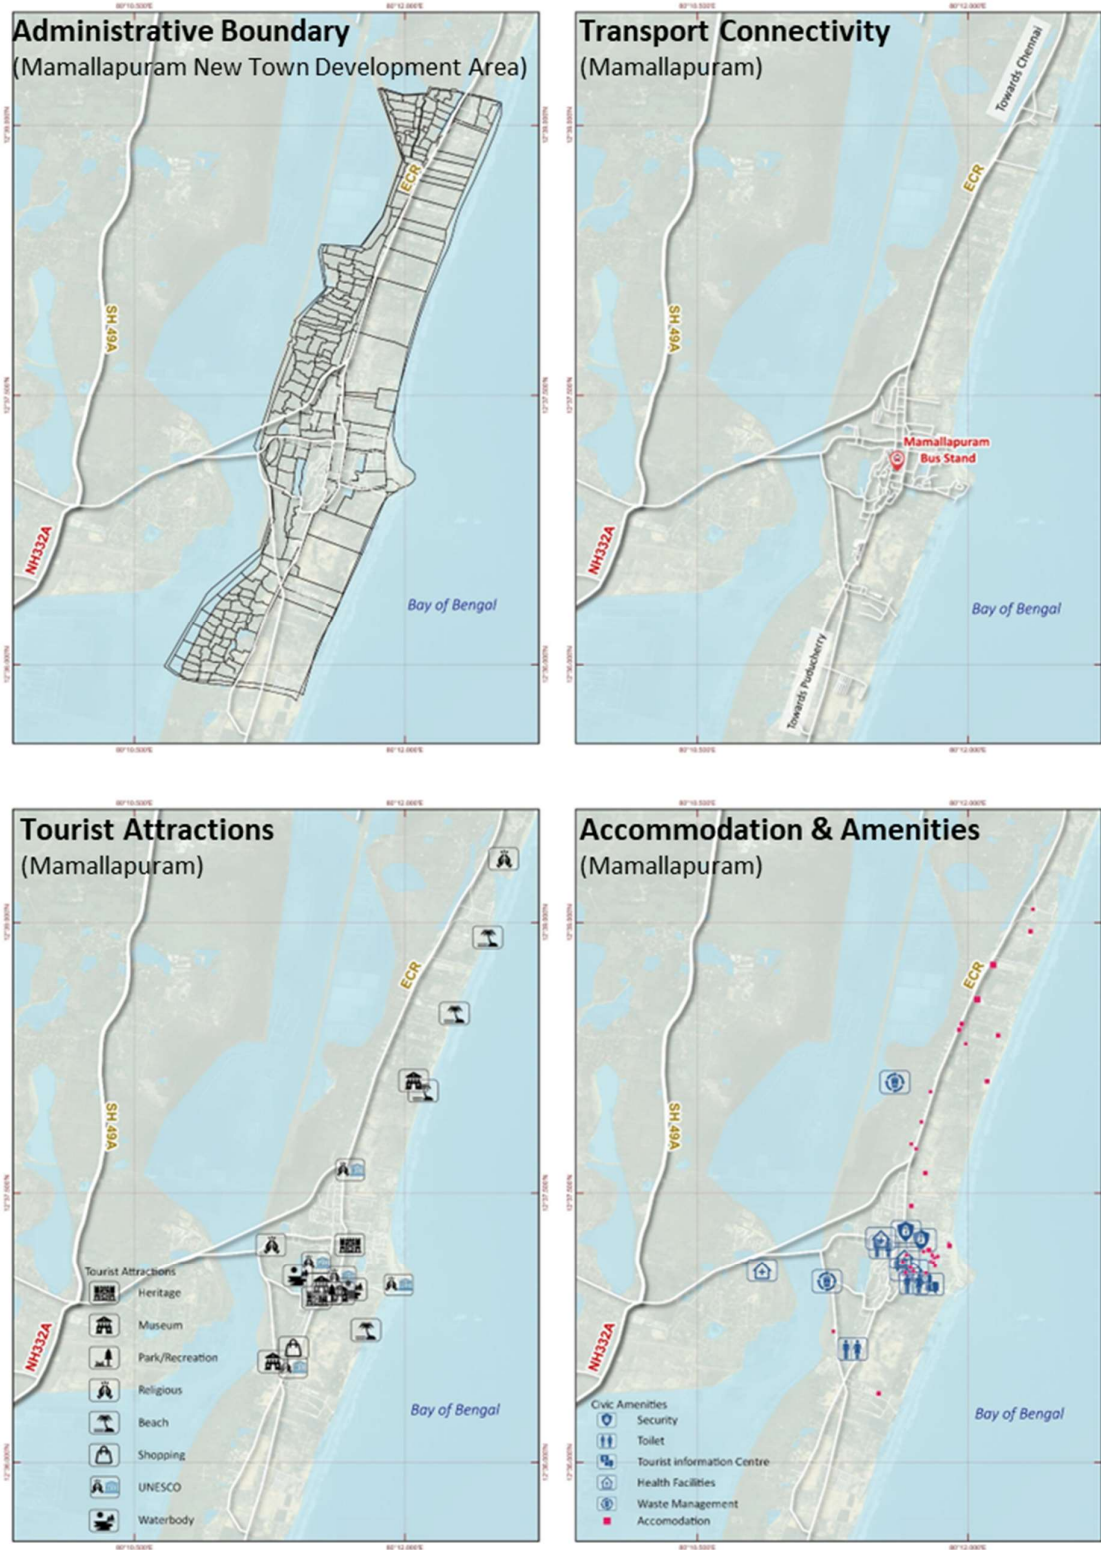 Administrative Boundary
(Mamallapuram New Town Development Area)
ECR
SH 49A
NH332A
Bay of Bengal
Transport Connectivity
(Mamallapuram)
Towards Chennai
ECR
SH 49A
Mamallapuram
Bus Stand
NH332A
Bay of Bengal
Towards Puducherry
Tourist Attractions
(Mamallapuram)
ECR
SH 49A
NH332A
Tourist Attractions
Heritage
Museum
Park/Recreation
Religious
Beach
Shopping
UNESCO
Waterbody
Bay of Bengal
Accommodation & Amenities
(Mamallapuram)
ECR
SH 49A
NH332A
Bay of Bengal
Civic Amenities
Security
Toilet
Tourist information Centre
Health Facilities
Waste Management
Accomodation